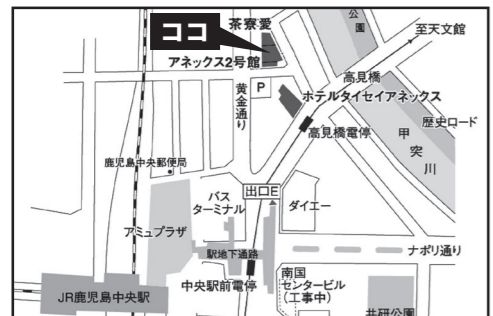 ココ
茶寮愛
アネックス2号館
公園
至天文館
高見橋
P
ホテルタイセイアネックス
黄金通り
高見橋電停
歴史ロード
甲突川
鹿児島中央郵便局
出口E
バス
ターミナル
ダイエー
アミュプラザ
駅地下通路
ナポリ通り
中央駅前電停
南国
センタービル
(工事中)
JR鹿児島中央駅
共研公園